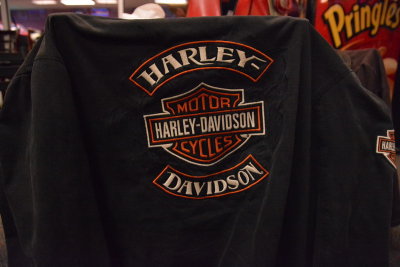 Pringles
HARLEY-
MOTOR
HARLEY-DAVIDSON
CYCLES
DAVIDSON